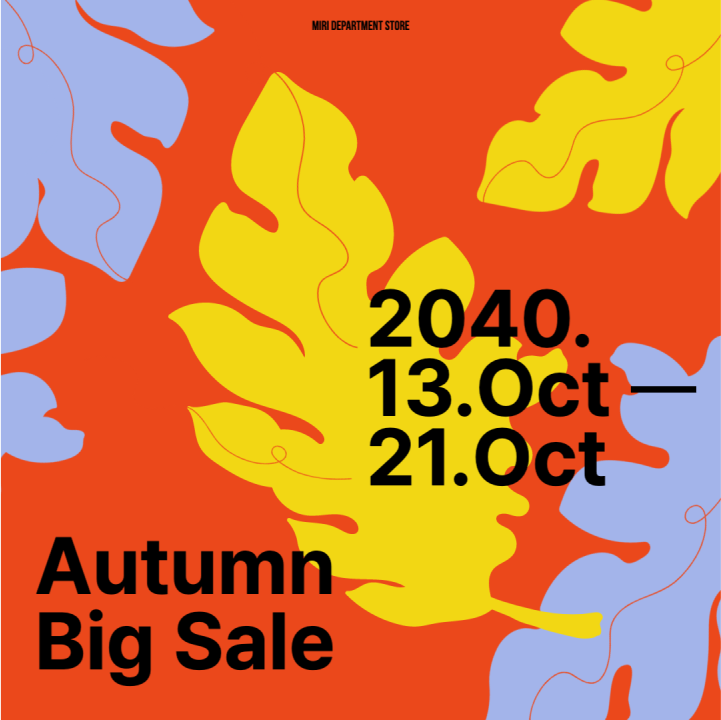 MIRI DEPARTMENT STORE
2040.
13.Oct —
21.Oct
Autumn
Big Sale